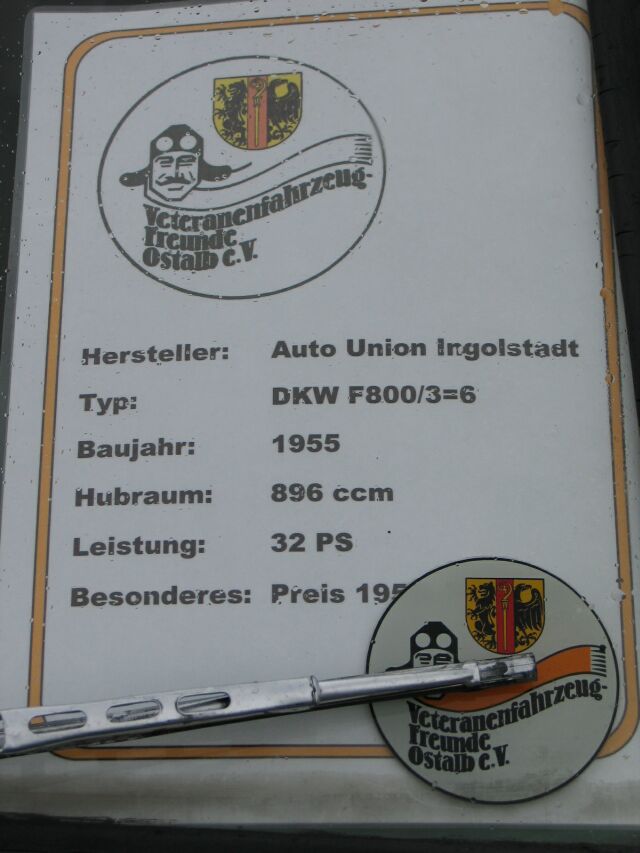 Veteranenfahrzeug-
freunde
Ostalb e.V.
Hersteller: Auto Union Ingolstadt
Typ: DKW F800/3=6
Baujahr: 1955
Hubraum: 896 ccm
Leistung: 32 PS
Besonderes: Preis 195
Veteranenfahrzeug-
freunde
Ostalb e.V.